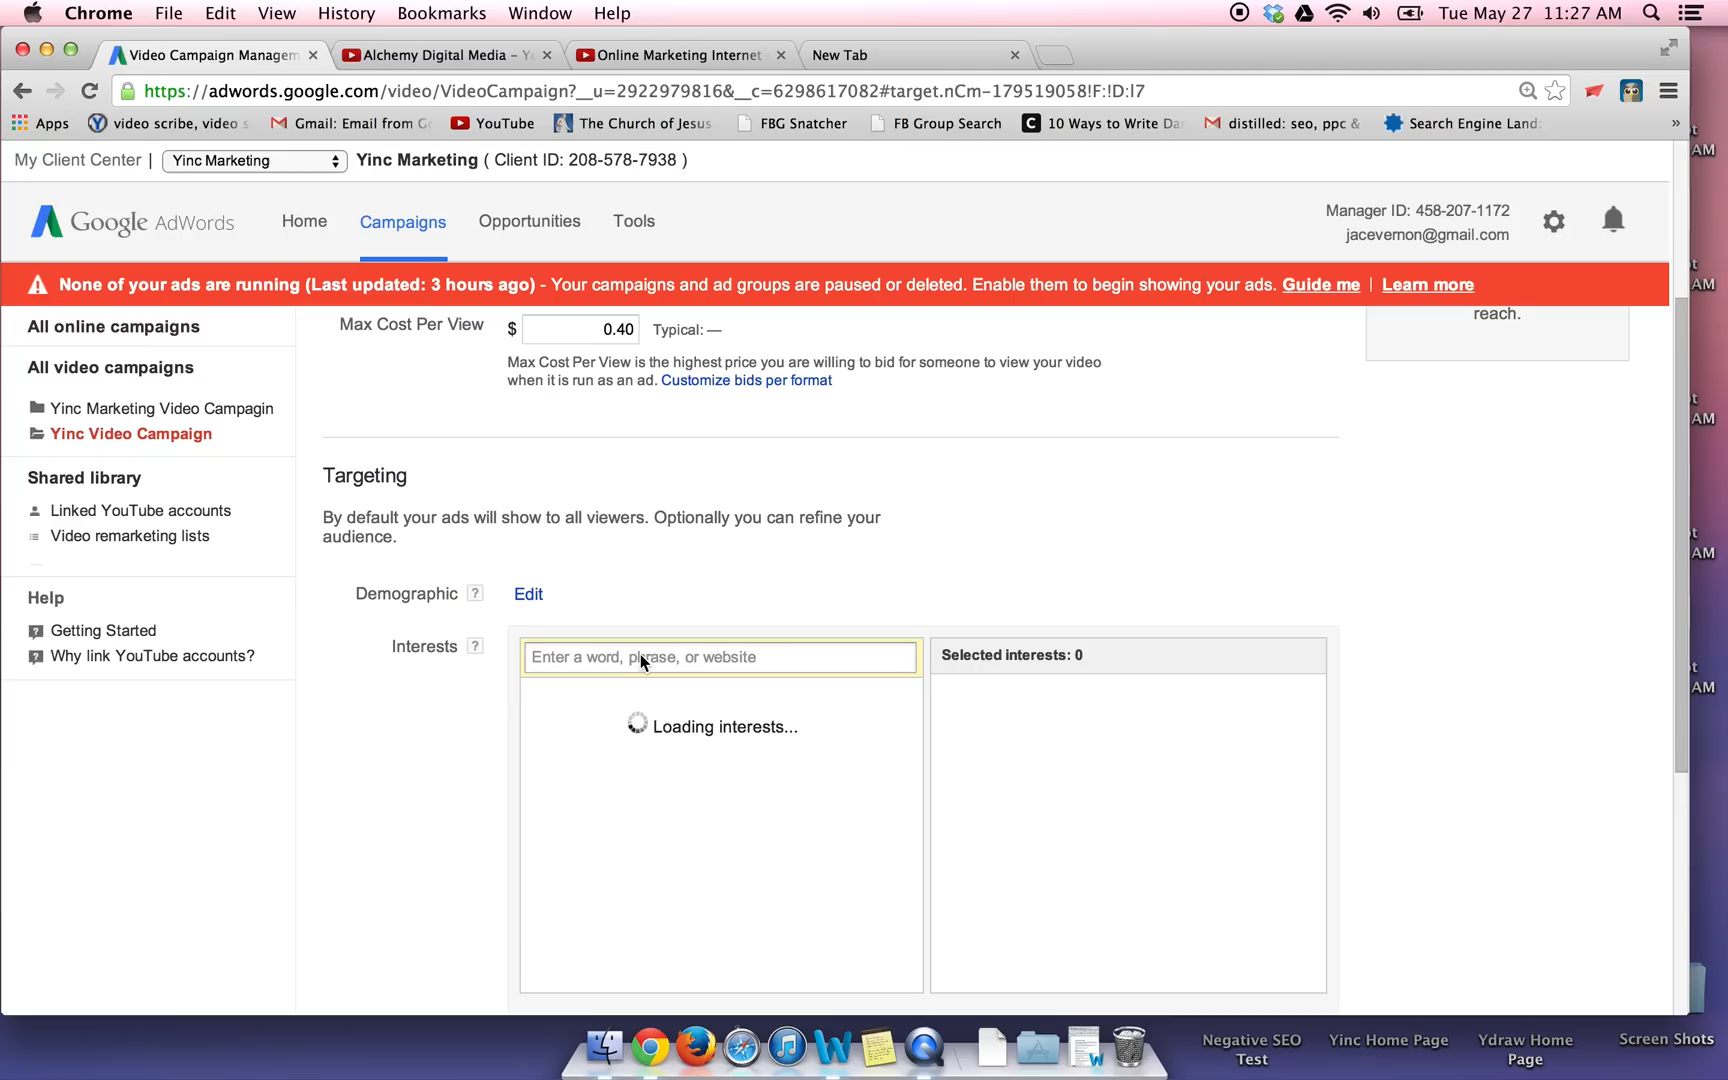 Chrome File Edit View History Bookmarks Window Help
Tue May 27 11:27 AM
Video Campaign Managem
Alchemy Digital Media – Y
Online Marketing Internet
New Tab
https://adwords.google.com/video/VideoCampaign?__u=2922979816&__c=6298617082#target.nCm-179519058!F:!D:l7
Apps
video scribe, video s
Gmail: Email from G
YouTube
The Church of Jesus
FBG Snatcher
FB Group Search
10 Ways to Write Da
distilled: seo, ppc &
Search Engine Land:
»
My Client Center | Yinc Marketing Yinc Marketing ( Client ID: 208-578-7938 )
Google AdWords
Home Campaigns Opportunities Tools
Manager ID: 458-207-1172
jacevernon@gmail.com
None of your ads are running (Last updated: 3 hours ago) - Your campaigns and ad groups are paused or deleted. Enable them to begin showing your ads. Guide me | Learn more
All online campaigns
All video campaigns
Yinc Marketing Video Campagin
Yinc Video Campaign
Shared library
Linked YouTube accounts
Video remarketing lists
Help
Getting Started
Why link YouTube accounts?
Max Cost Per View $ 0.40 Typical: —
Max Cost Per View is the highest price you are willing to bid for someone to view your video
when it is run as an ad. Customize bids per format
reach.
Targeting
By default your ads will show to all viewers. Optionally you can refine your
audience.
Demographic ? Edit
Interests ?
Enter a word, phrase, or website
Loading interests...
Selected interests: 0
AM
AM
AM
AM
AM
Negative SEO
Test
Yinc Home Page
Ydraw Home
Page
Screen Shots